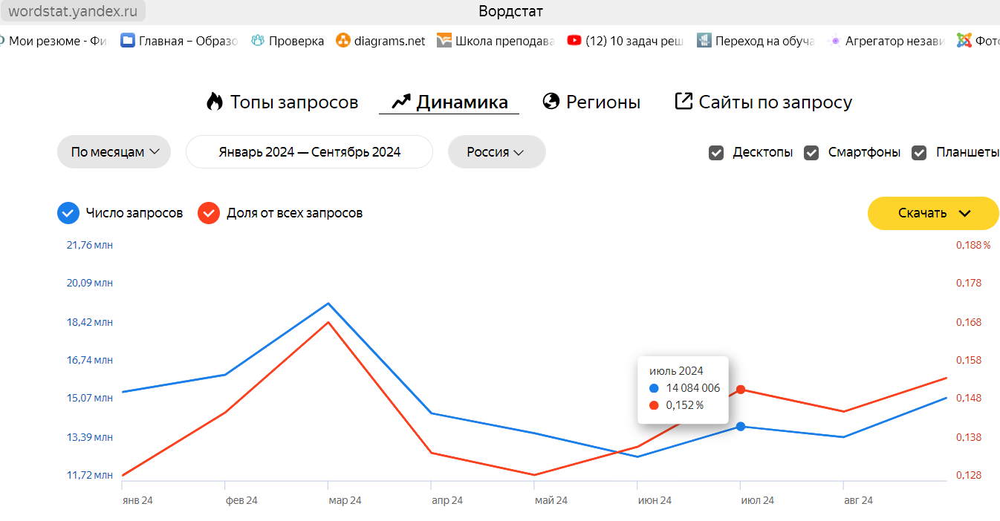 wordstat.yandex.ru Вордстат
Мои резюме - Фи Главная – Образо Проверка diagrams.net Школа преподава (12) 10 задач реш Переход на обуча Агрегатор незави Фото
Топы запросов Динамика Регионы Сайты по запросу
По месяцам Январь 2024 — Сентябрь 2024 Россия Десктопы Смартфоны Планшеты
Число запросов Доля от всех запросов Скачать
21,76 млн 0,188 %
20,09 млн 0,178
18,42 млн 0,168
16,74 млн 0,158
июль 2024
14 084 006
15,07 млн 0,148
0,152 %
13,39 млн 0,138
11,72 млн 0,128
янв 24 фев 24 мар 24 апр 24 май 24 июн 24 июл 24 авг 24